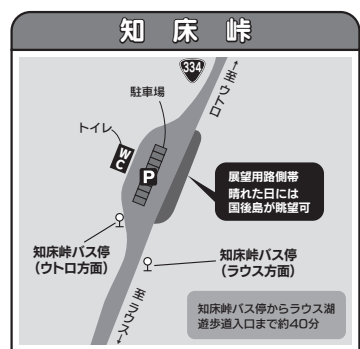 知床峠
334
↑至ウトロ
駐車場
トイレ
WC
P
展望用路側帯
晴れた日には
国後島が眺望可
知床峠バス停
(ウトロ方面)
知床峠バス停
(ラウス方面)
至ラウス↓
知床峠バス停からラウス湖
遊歩道入口まで約40分